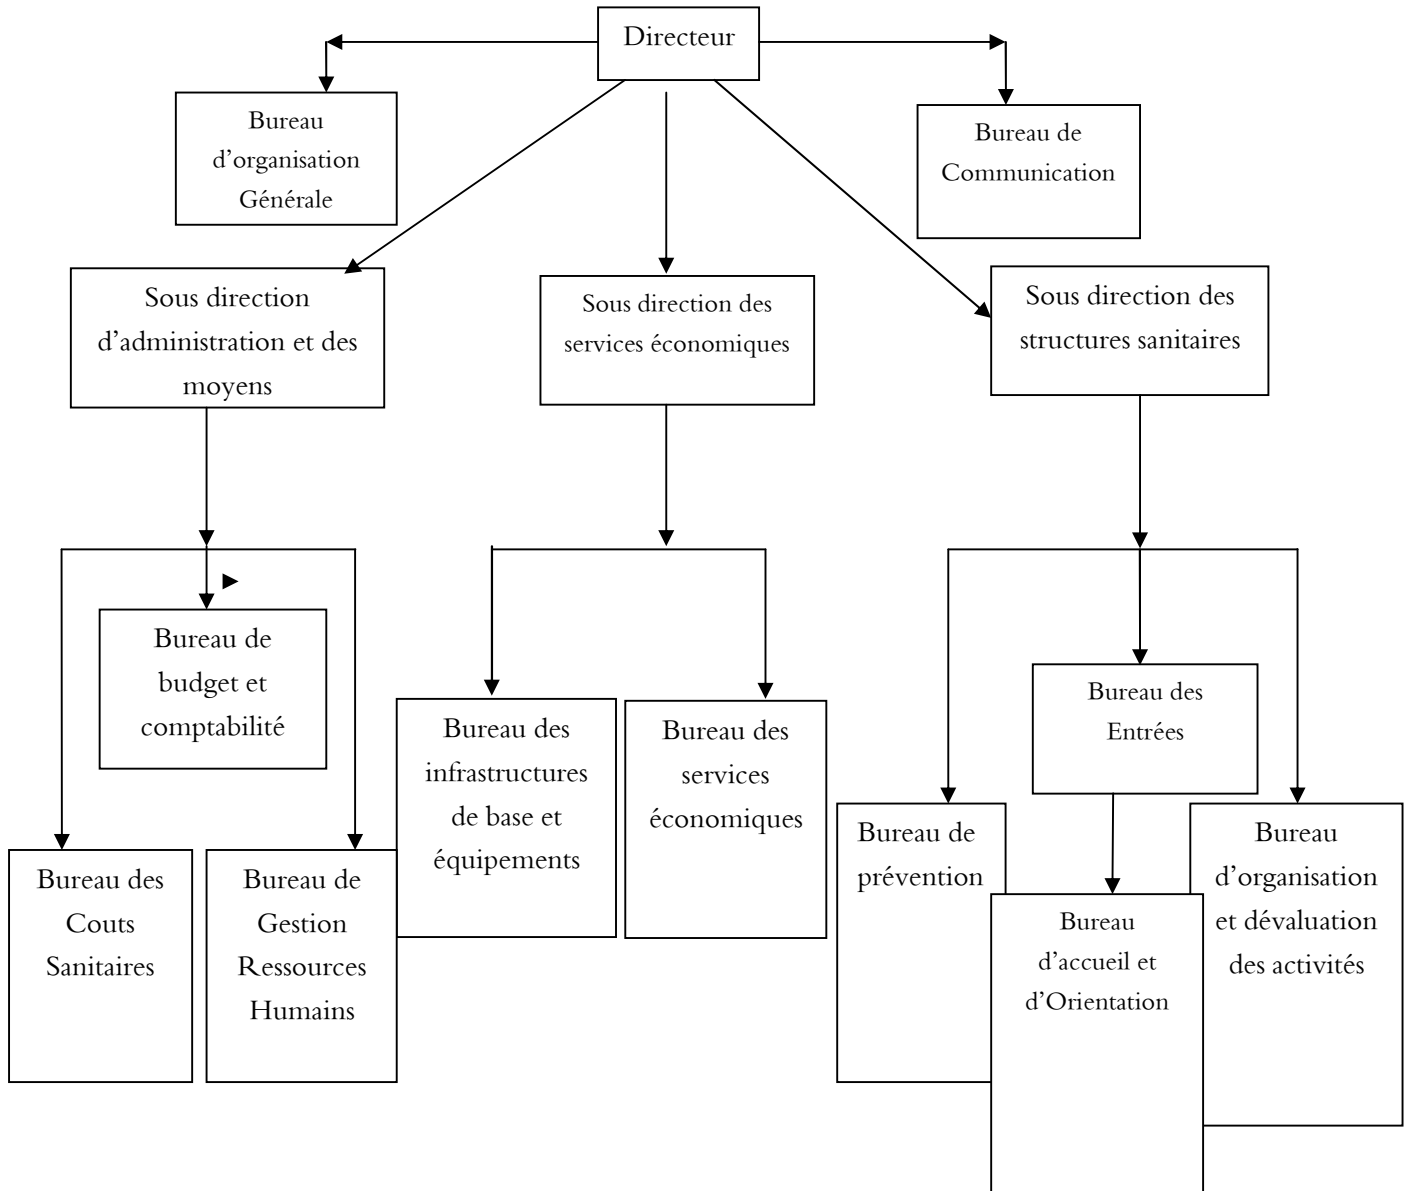 Directeur
Bureau
d'organisation
Générale
Bureau de
Communication
Sous direction
d'administration et des
moyens
Sous direction des
services économiques
Sous direction des
structures sanitaires
Bureau de
budget et
comptabilité
Bureau des
Couts
Sanitaires
Bureau de
Gestion
Ressources
Humains
Bureau des
infrastructures
de base et
équipements
Bureau des
services
économiques
Bureau des
Entrées
Bureau de
prévention
Bureau
d'accueil et
d'Orientation
Bureau
d'organisation
et dévaluation
des activités